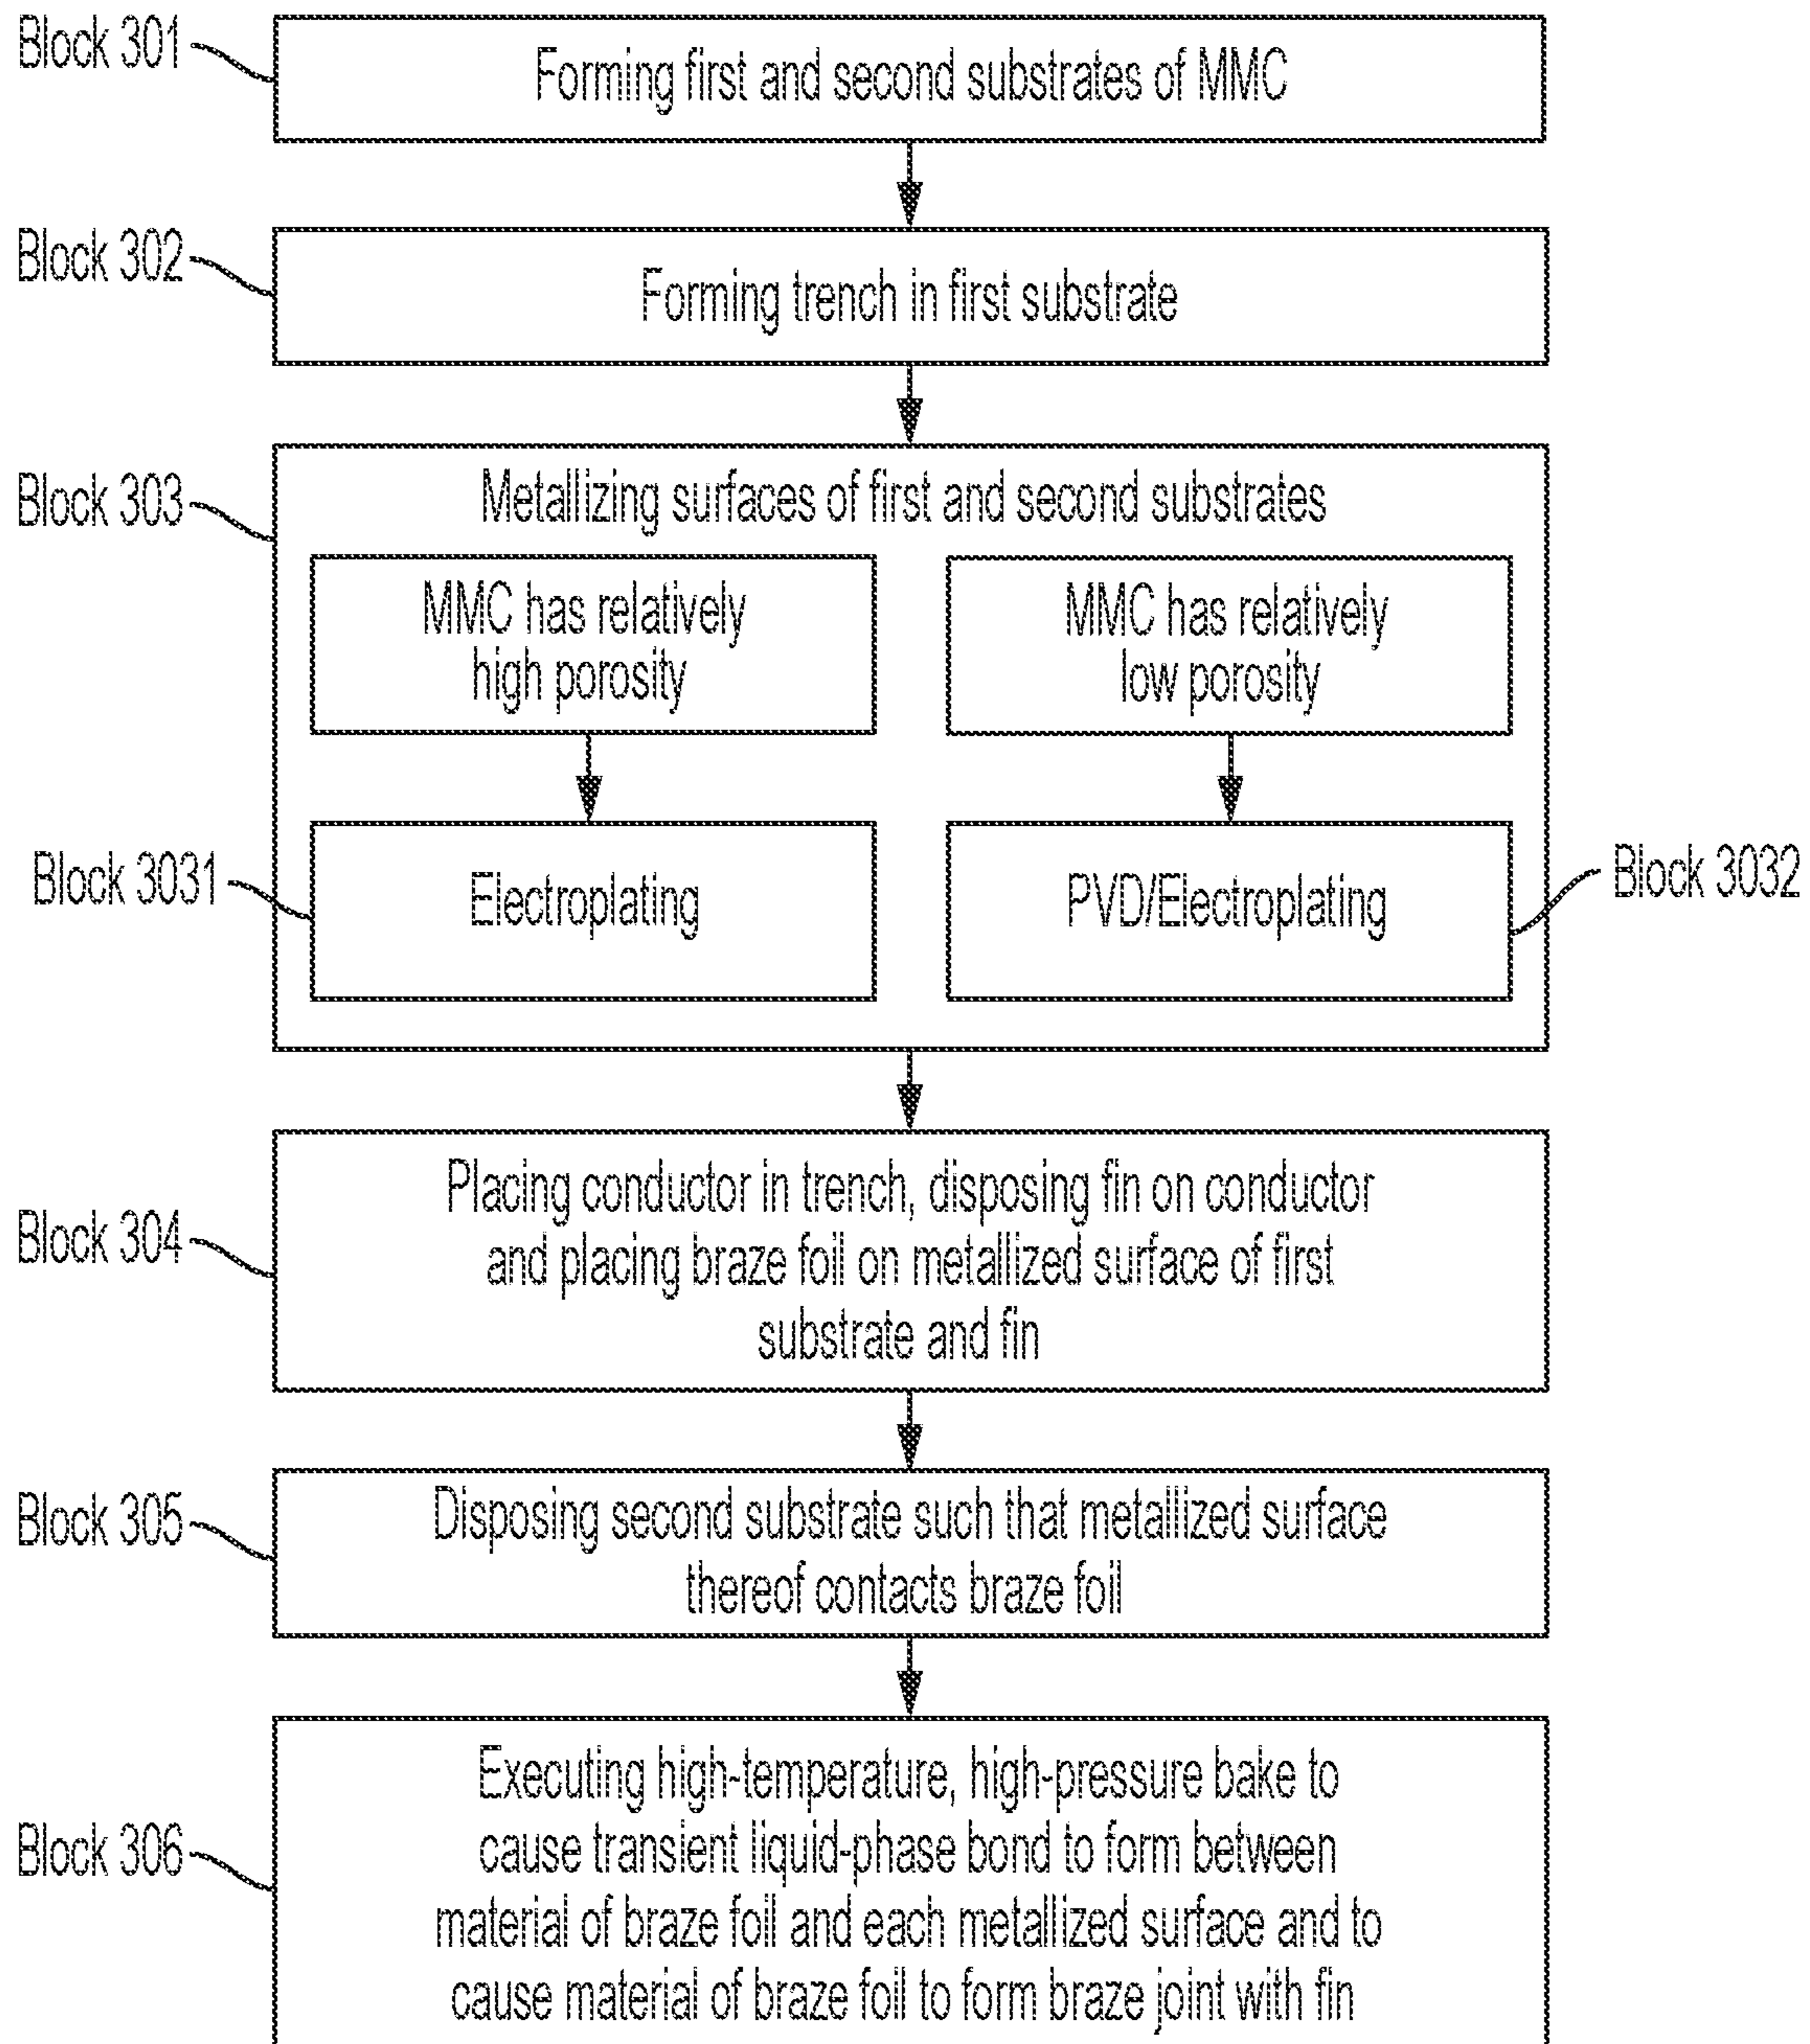 Block 301
Forming first and second substrates of MMC
Block 302
Forming trench in first substrate
Block 303
Metallizing surfaces of first and second substrates
MMC has relatively
high porosity
MMC has relatively
low porosity
Block 3031
Electroplating
PVD/Electroplating
Block 3032
Block 304
Placing conductor in trench, disposing fin on conductor
and placing braze foil on metallized surface of first
substrate and fin
Block 305
Disposing second substrate such that metallized surface
thereof contacts braze foil
Block 306
Executing high-temperature, high-pressure bake to
cause transient liquid-phase bond to form between
material of braze foil and each metallized surface and to
cause material of braze foil to form braze joint with fin